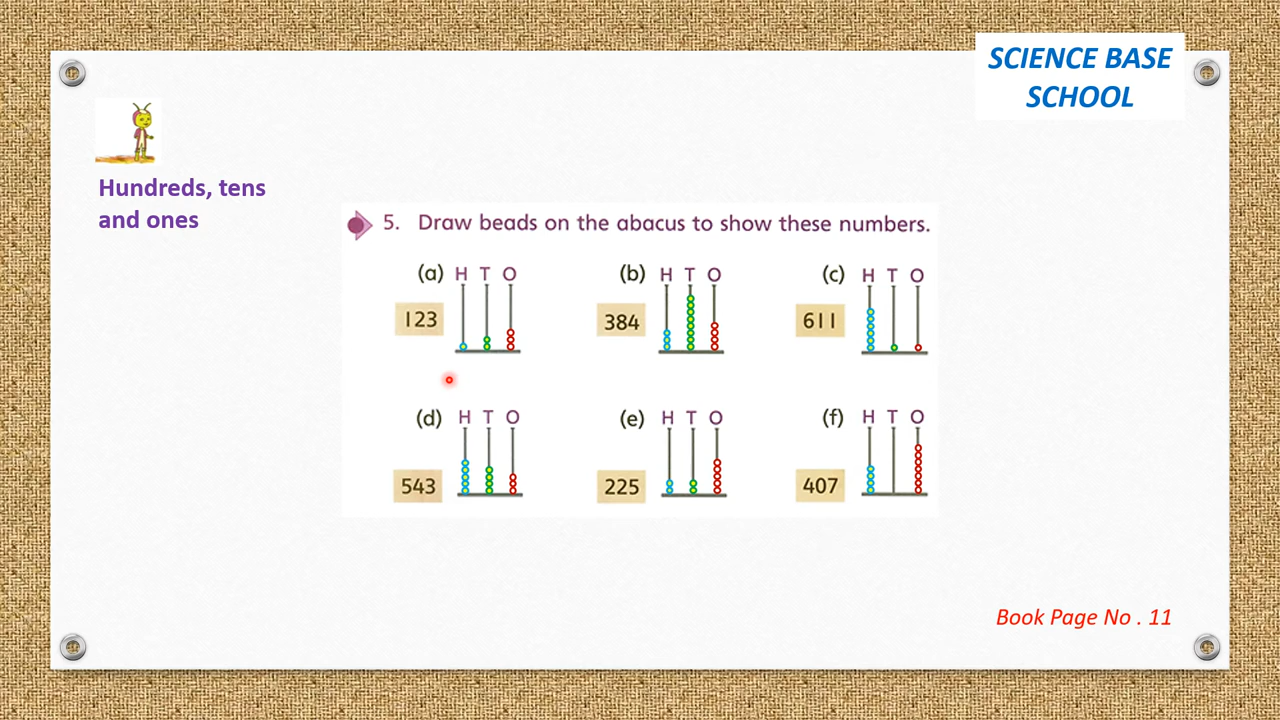 SCIENCE BASE
SCHOOL
Hundreds, tens
and ones
5. Draw beads on the abacus to show these numbers.
(a) H T O
123
(b) H T O
384
(c) H T O
611
(d) H T O
543
(e) H T O
225
(f) H T O
407
Book Page No . 11